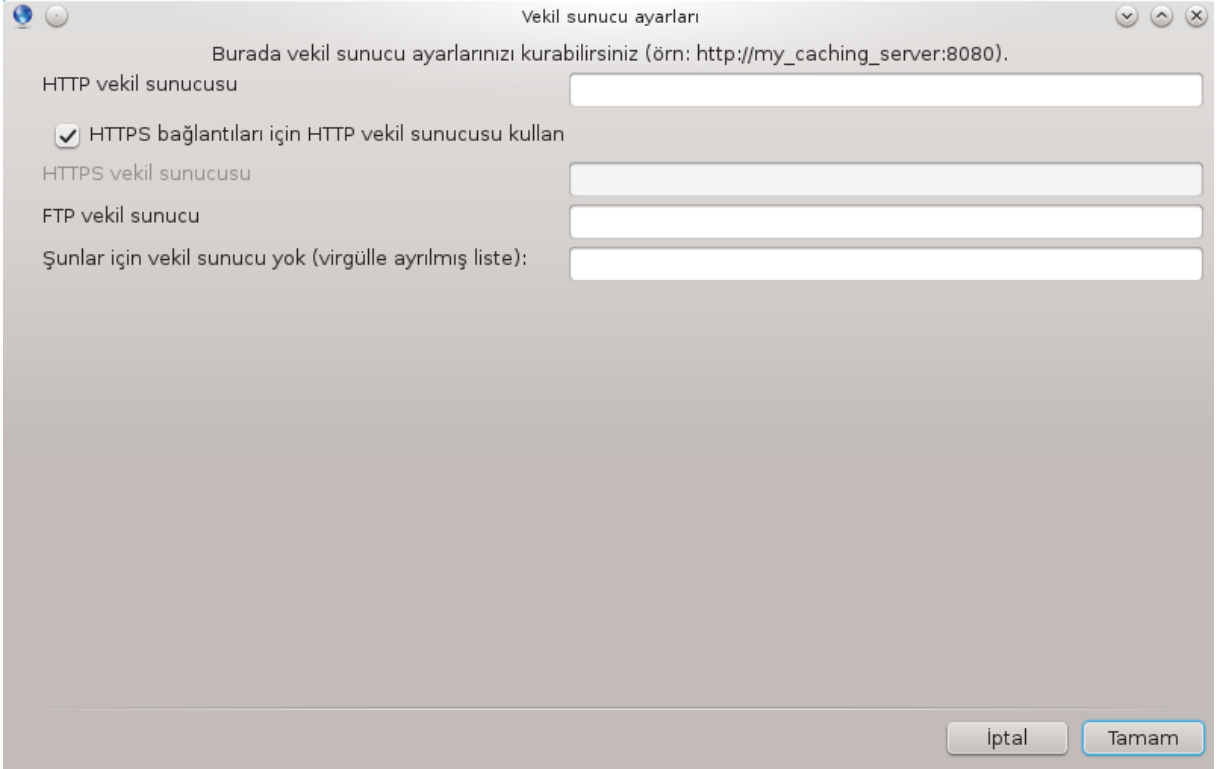 Vekil sunucu ayarları
Burada vekil sunucu ayarlarınızı kurabilirsiniz (örn: http://my_caching_server:8080).
HTTP vekil sunucusu
HTTPS bağlantıları için HTTP vekil sunucusu kullan
HTTPS vekil sunucusu
FTP vekil sunucu
Şunlar için vekil sunucu yok (virgülle ayrılmış liste):
İptal
Tamam